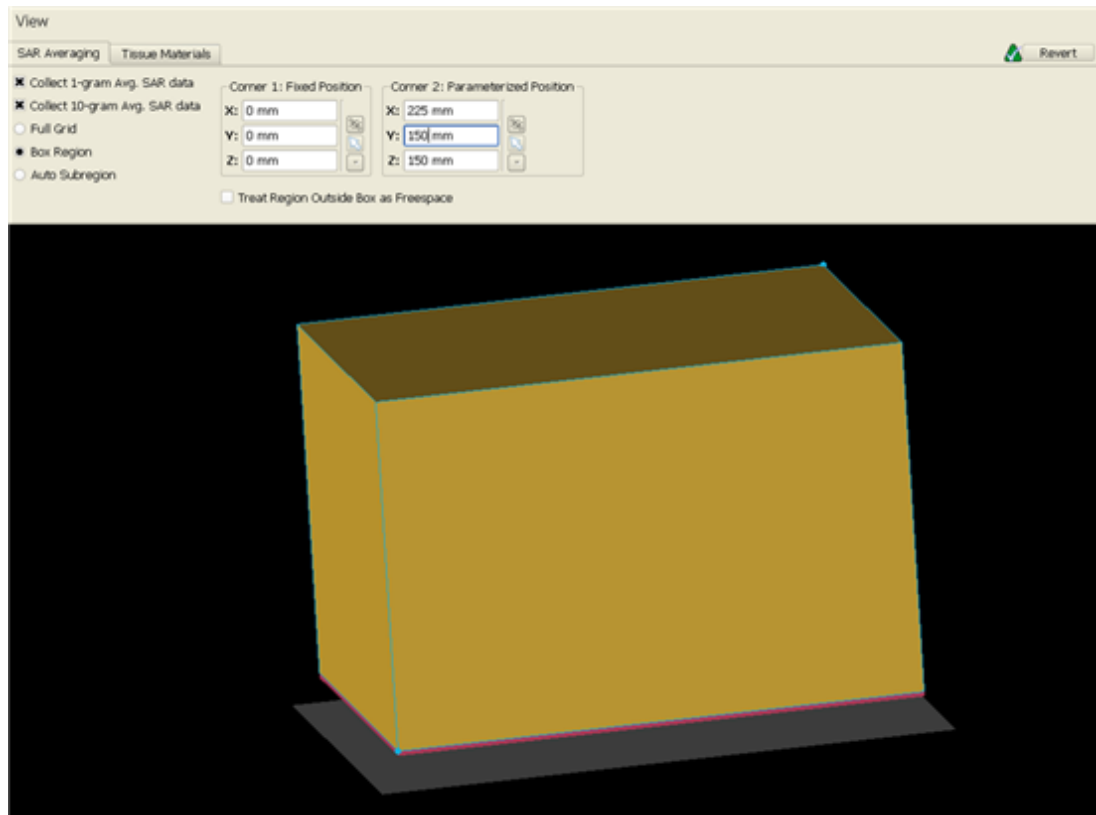 View
SAR Averaging Tissue Materials Revert
Collect 1-gram Avg. SAR data
Collect 10-gram Avg. SAR data
Full Grid
Box Region
Auto Subregion
Corner 1: Fixed Position
X: 0 mm
Y: 0 mm
Z: 0 mm
Corner 2: Parameterized Position
X: 225 mm
Y: 150 mm
Z: 150 mm
Treat Region Outside Box as Freespace